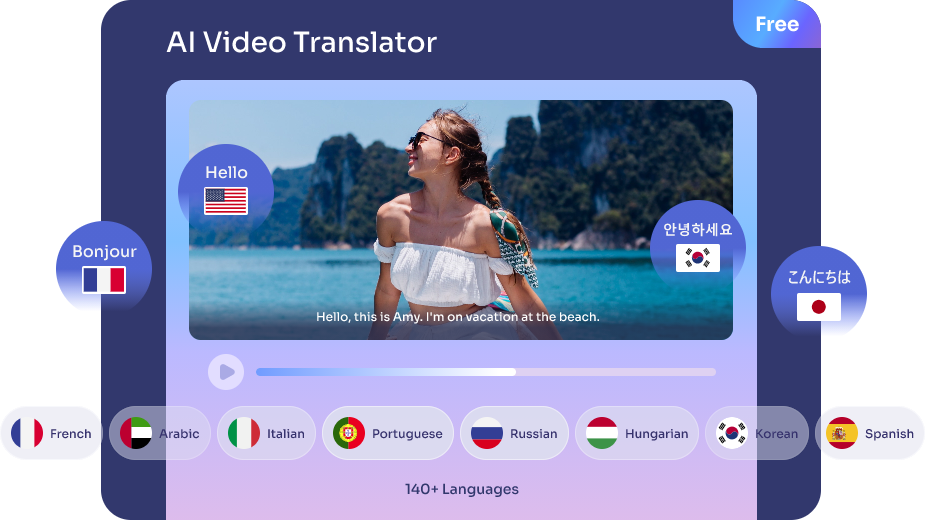 AI Video Translator
Free
Hello
안녕하세요
Bonjour
こんにちは
Hello, this is Amy. I'm on vacation at the beach.
French
Arabic
Italian
Portuguese
Russian
Hungarian
Korean
Spanish
140+ Languages